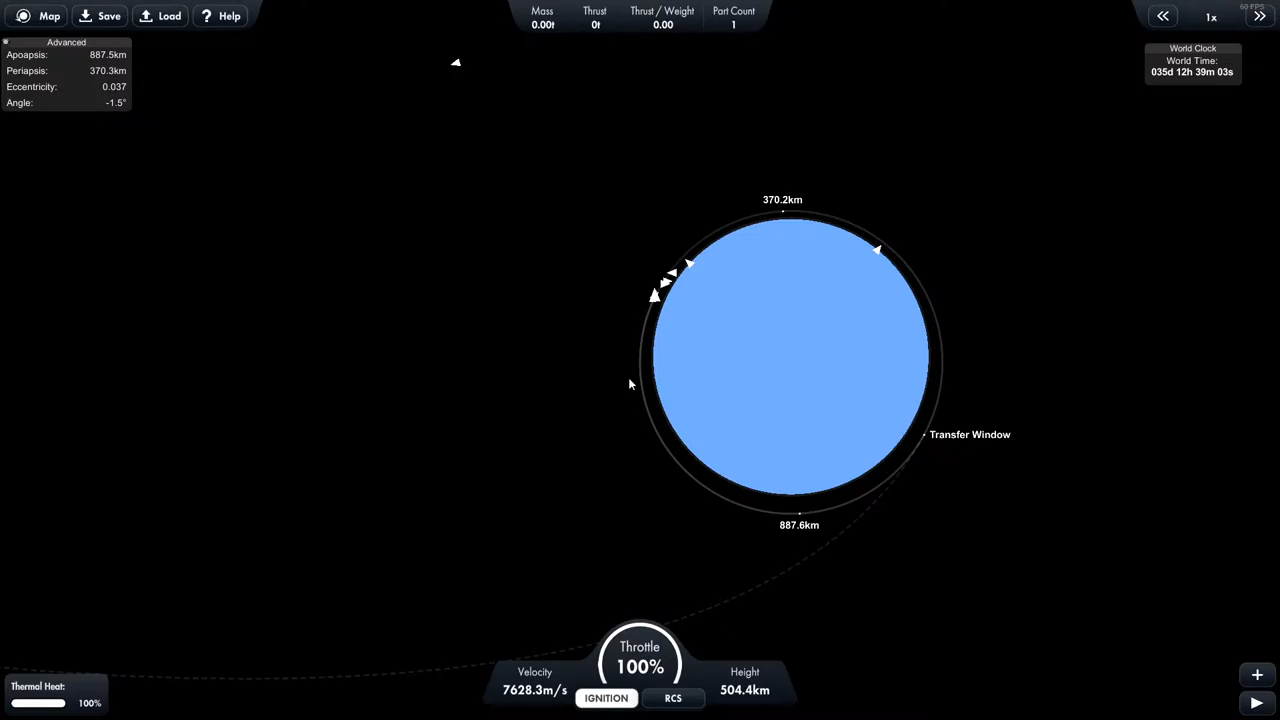 Map
Save
Load
Help
Mass
0.00t
Thrust
0t
Thrust / Weight
0.00
Part Count
1
1x
60 FPS
Advanced
Apoapsis: 887.5km
Periapsis: 370.3km
Eccentricity: 0.037
Angle: -1.5°
World Clock
World Time:
035d 12h 39m 03s
370.2km
Transfer Window
887.6km
Throttle
100%
Velocity
7628.3m/s
Height
504.4km
IGNITION
RCS
Thermal Heat:
100%